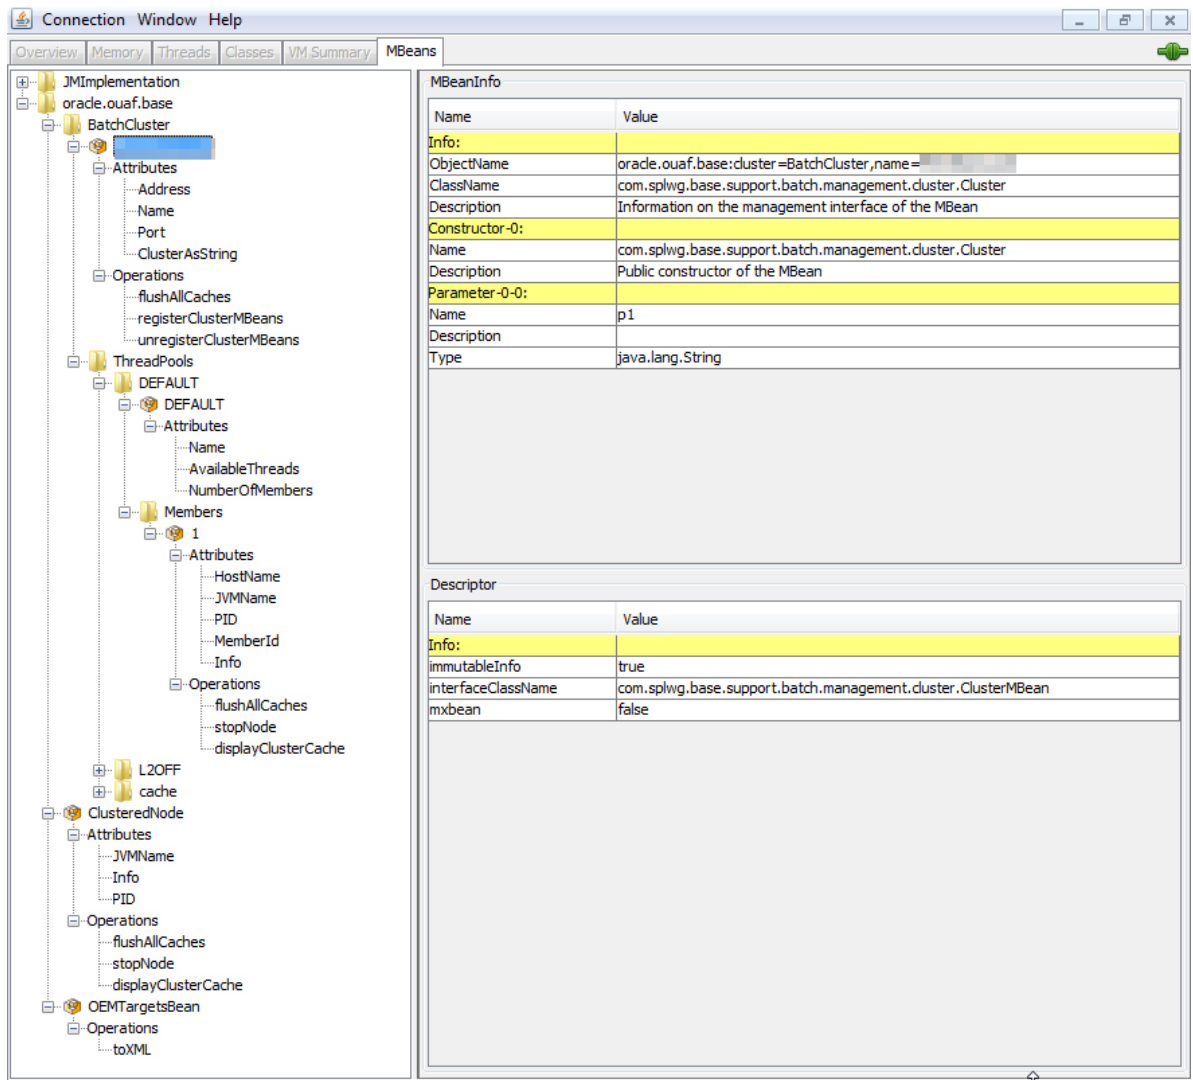 Connection Window Help
Overview Memory Threads Classes VM Summary MBeans
JMImplementation
oracle.ouaf.base
BatchCluster
Attributes
Address
Name
Port
ClusterAsString
Operations
flushAllCaches
registerClusterMBeans
unregisterClusterMBeans
ThreadPools
DEFAULT
DEFAULT
Attributes
Name
AvailableThreads
NumberOfMembers
Members
1
Attributes
HostName
JVMName
PID
MemberId
Info
Operations
flushAllCaches
stopNode
displayClusterCache
L2OFF
cache
ClusteredNode
Attributes
JVMName
Info
PID
Operations
flushAllCaches
stopNode
displayClusterCache
OEMTargetsBean
Operations
toXML
MBeanInfo
Name Value
Info:
ObjectName oracle.ouaf.base:cluster=BatchCluster,name=
ClassName com.splwg.base.support.batch.management.cluster.Cluster
Description Information on the management interface of the MBean
Constructor-0:
Name com.splwg.base.support.batch.management.cluster.Cluster
Description Public constructor of the MBean
Parameter-0-0:
Name p1
Description
Type java.lang.String
Descriptor
Name Value
Info:
immutableInfo true
interfaceClassName com.splwg.base.support.batch.management.cluster.ClusterMBean
mxbean false